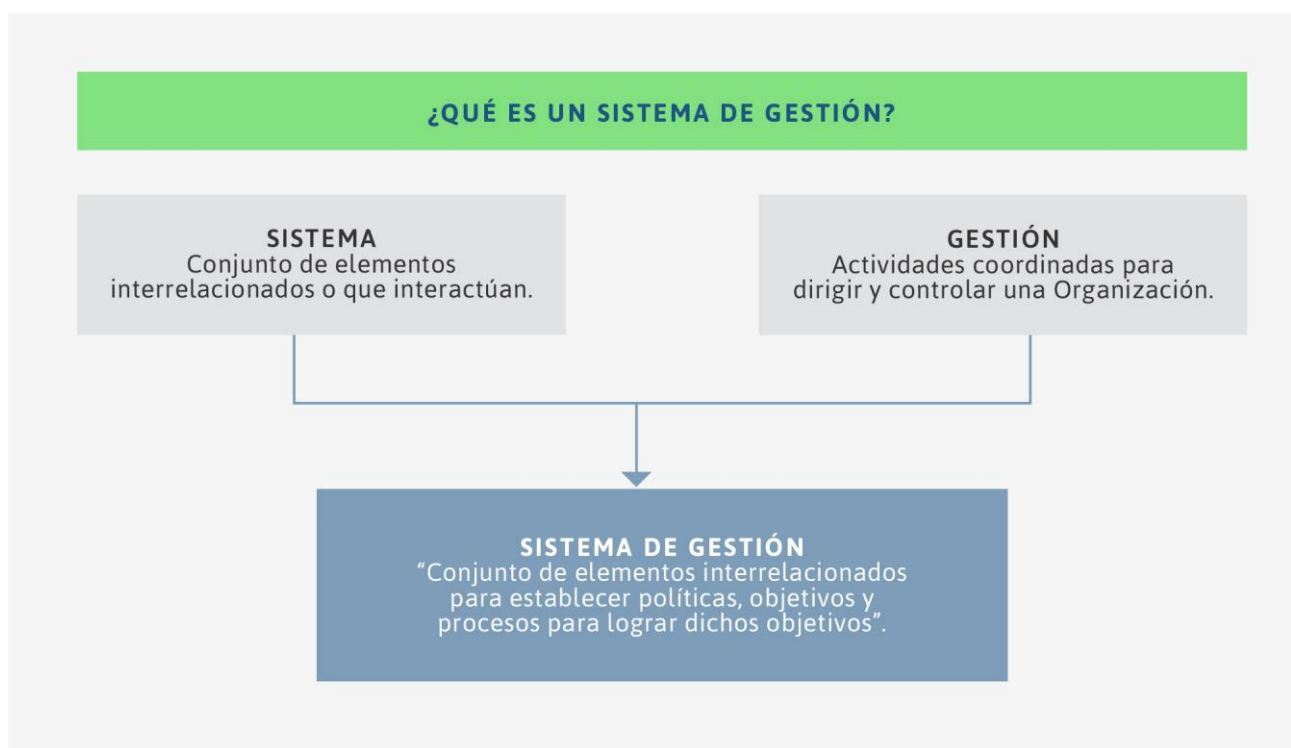 ¿QUÉ ES UN SISTEMA DE GESTIÓN?
SISTEMA
Conjunto de elementos
interrelacionados o que interactúan.
GESTIÓN
Actividades coordinadas para
dirigir y controlar una Organización.
SISTEMA DE GESTIÓN
“Conjunto de elementos interrelacionados
para establecer políticas, objetivos y
procesos para lograr dichos objetivos”.